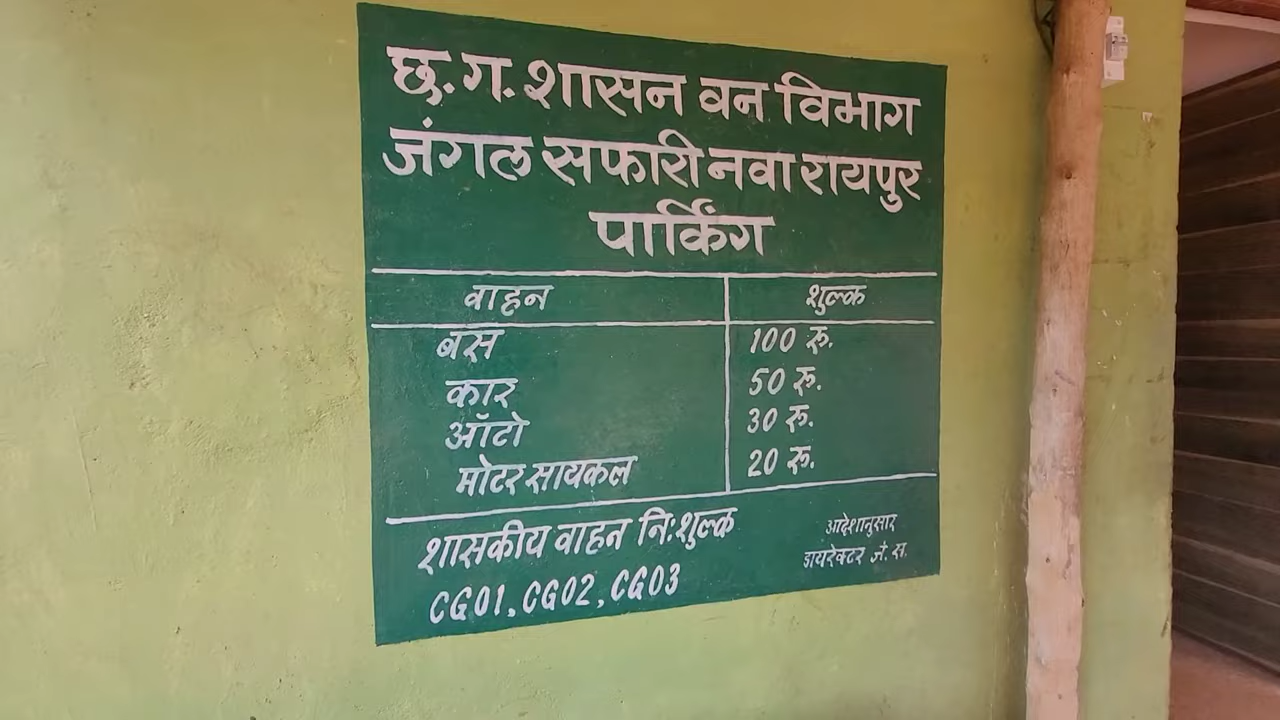 छ.ग. शासन वन विभाग
जंगल सफारी नवा रायपुर
पार्किंग
वाहन शुल्क
बस 100 रु.
कार 50 रु.
ऑटो 30 रु.
मोटर सायकल 20 रु.
शासकीय वाहन नि:शुल्क
CG01, CG02, CG03
आदेशानुसार
डायरेक्टर जं. स.